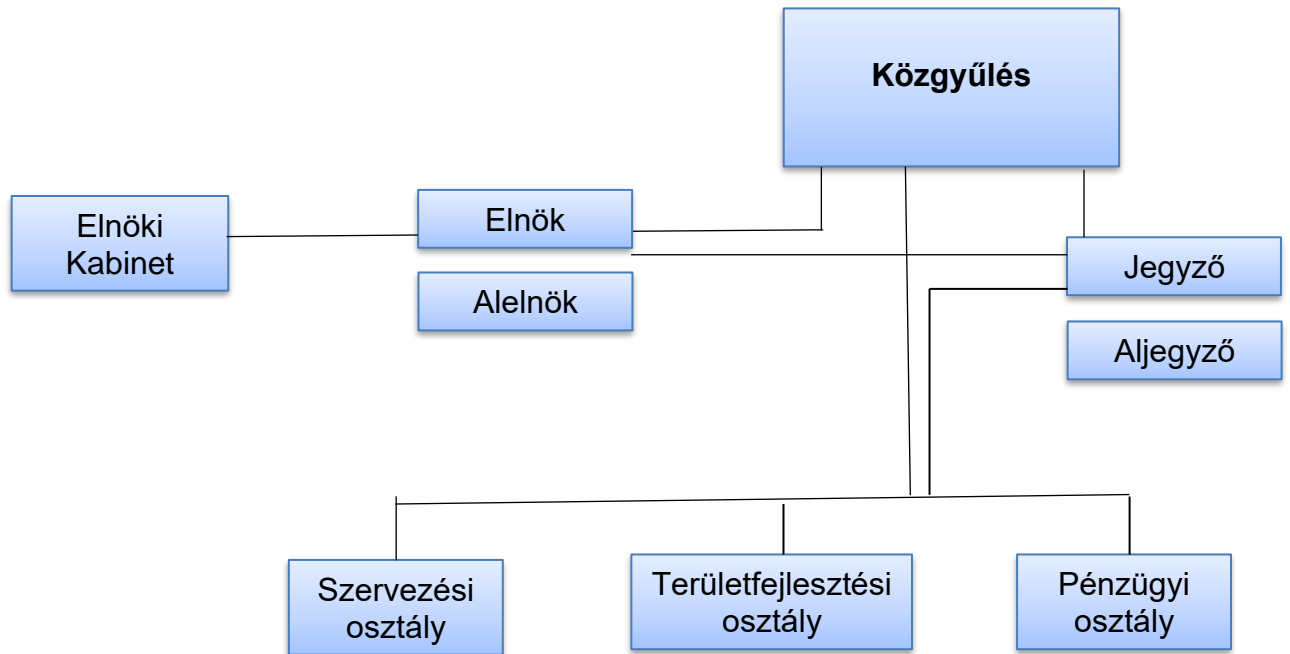 Közgyűlés
Elnöki
Kabinet
Elnök
Alelnök
Jegyző
Aljegyző
Szervezési
osztály
Területfejlesztési
osztály
Pénzügyi
osztály